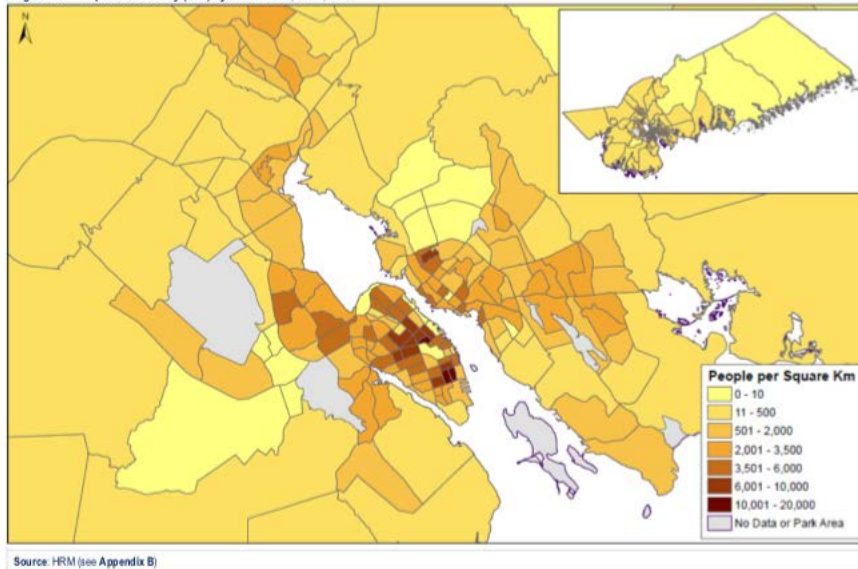 N
People per Square Km
0 - 10
11 - 500
501 - 2,000
2,001 - 3,500
3,501 - 6,000
6,001 - 10,000
10,001 - 20,000
No Data or Park Area
Source: HRM (see Appendix B)